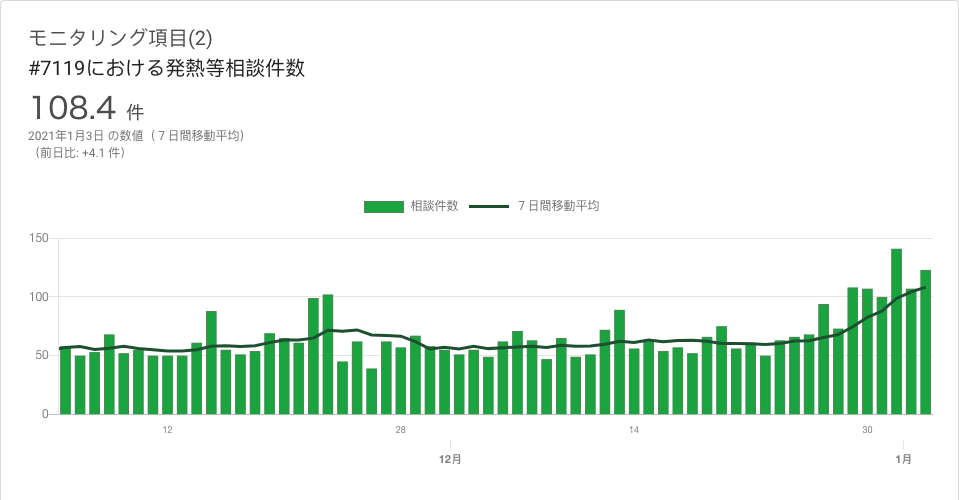 モニタリング項目(2)
#7119における発熱等相談件数
108.4 件
2021年1月3日 の数値（７日間移動平均）
（前日比: +4.1 件）
相談件数 ７日間移動平均
150
100
50
0
12 28 14 30
12月 1月